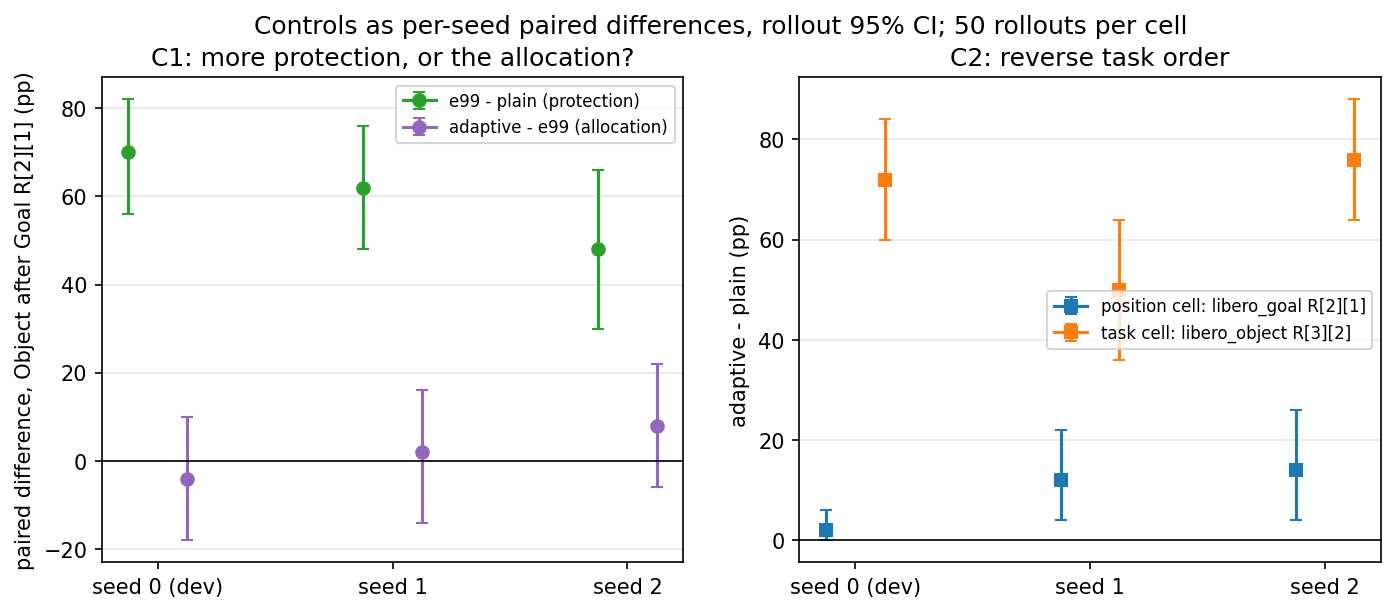 Controls as per-seed paired differences, rollout 95% CI; 50 rollouts per cell
C1: more protection, or the allocation?
paired difference, Object after Goal R[2][1] (pp)
80
60
40
20
0
−20
e99 - plain (protection)
adaptive - e99 (allocation)
seed 0 (dev)
seed 1
seed 2
C2: reverse task order
adaptive - plain (pp)
80
60
40
20
0
position cell: libero_goal R[2][1]
task cell: libero_object R[3][2]
seed 0 (dev)
seed 1
seed 2